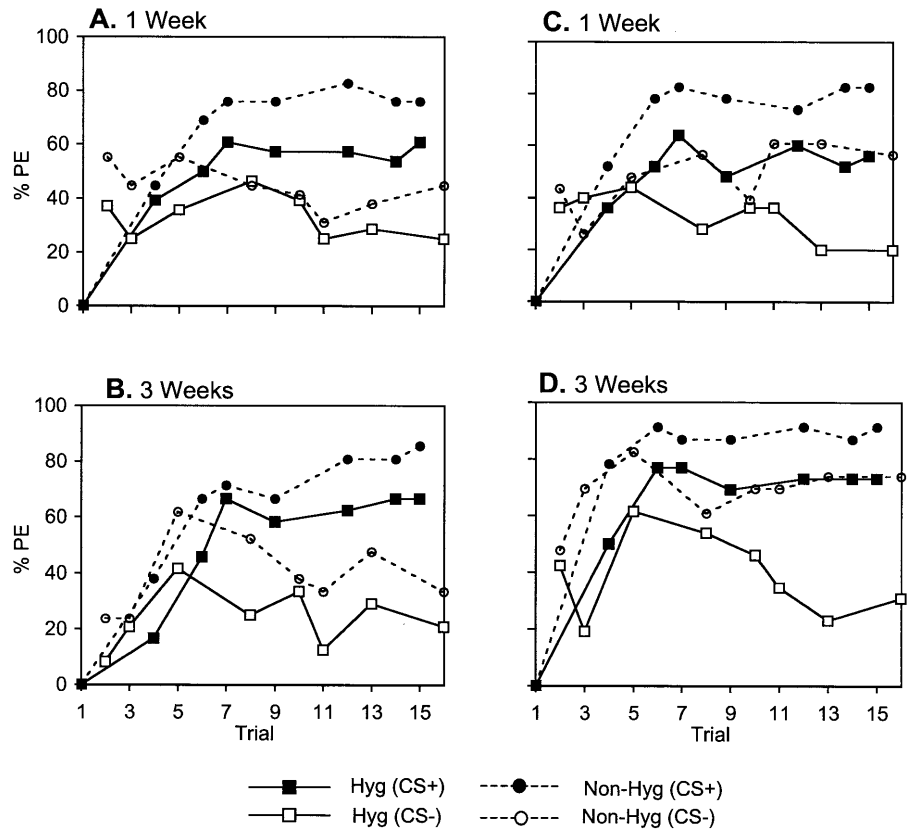 A. 1 Week
C. 1 Week
100
80
60
40
20
0
% PE
B. 3 Weeks
D. 3 Weeks
100
80
60
40
20
0
% PE
1 3 5 7 9 11 13 15
1 3 5 7 9 11 13 15
Trial
Trial
Hyg (CS+)
Non-Hyg (CS+)
Hyg (CS-)
Non-Hyg (CS-)